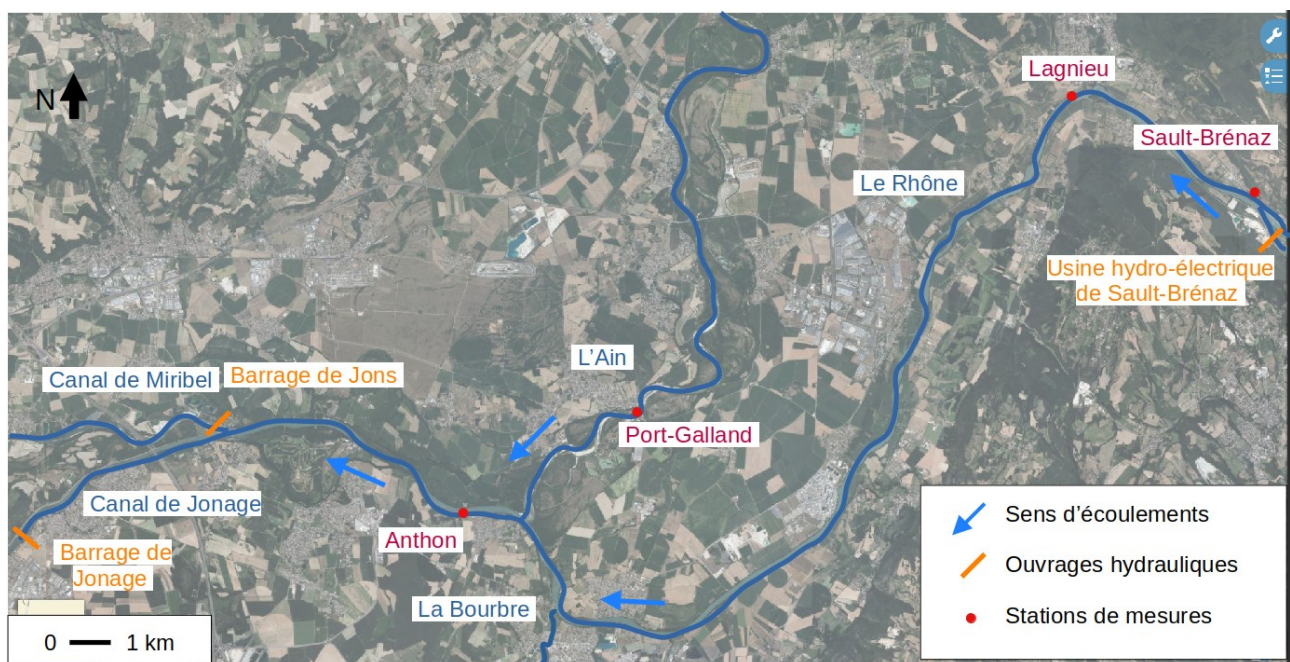 N
Lagnieu
Sault-Brénaz
Le Rhône
Usine hydro-électrique
de Sault-Brénaz
L'Ain
Canal de Miribel
Barrage de Jons
Port-Galland
Canal de Jonage
Anthon
Barrage de
Jonage
La Bourbre
Sens d'écoulements
Ouvrages hydrauliques
Stations de mesures
0 1 km